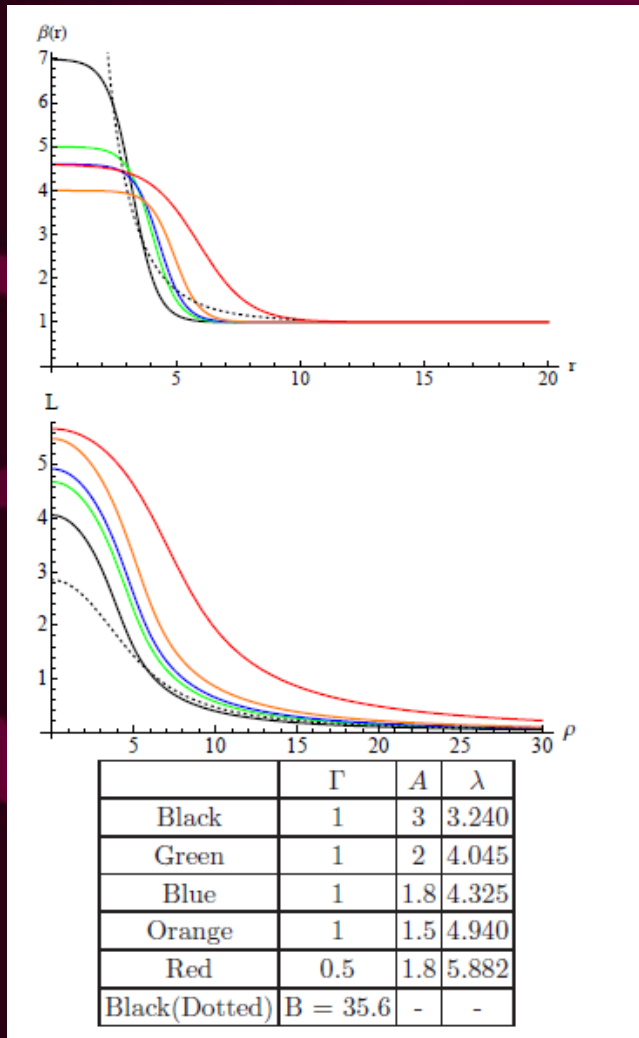 β(r)
7
6
5
4
3
2
1
5 10 15 20 r
L
5
4
3
2
1
5 10 15 20 25 30 ρ
Γ A λ
Black 1 3 3.240
Green 1 2 4.045
Blue 1 1.8 4.325
Orange 1 1.5 4.940
Red 0.5 1.8 5.882
Black(Dotted) B = 35.6 - -